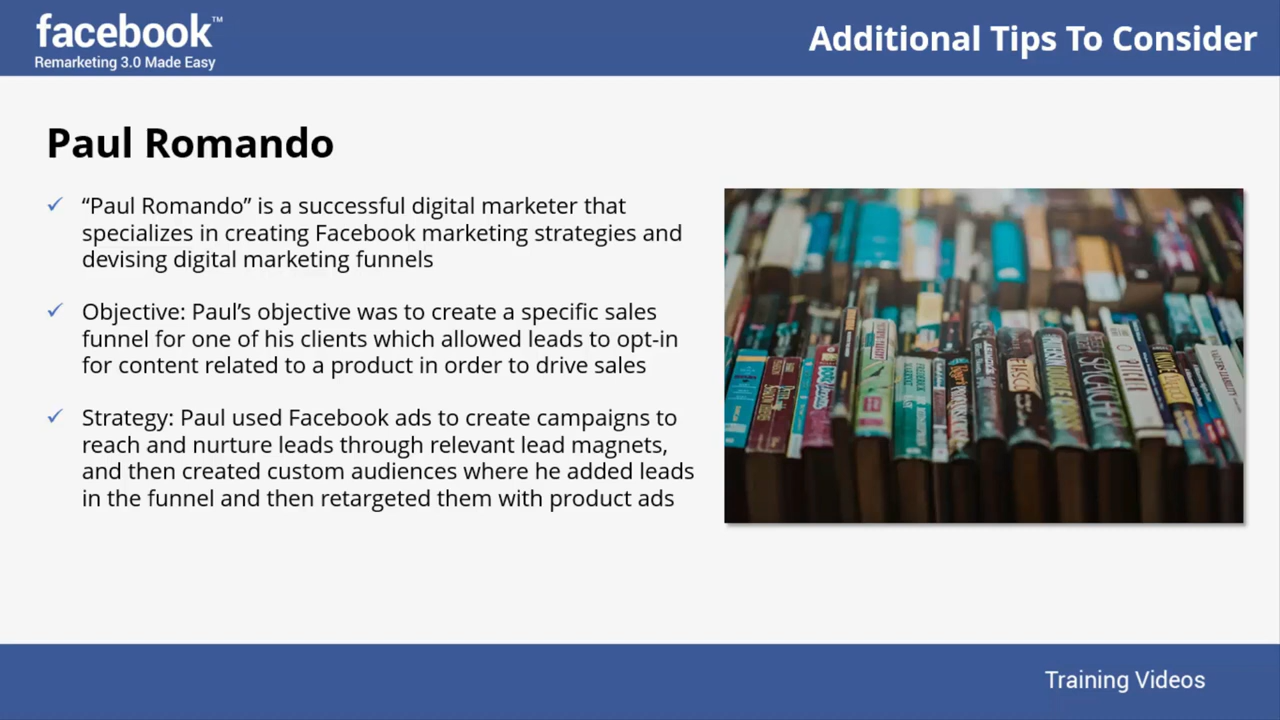 facebook™
Remarketing 3.0 Made Easy
Additional Tips To Consider
Paul Romando
“Paul Romando” is a successful digital marketer that
specializes in creating Facebook marketing strategies and
devising digital marketing funnels
Objective: Paul’s objective was to create a specific sales
funnel for one of his clients which allowed leads to opt-in
for content related to a product in order to drive sales
Strategy: Paul used Facebook ads to create campaigns to
reach and nurture leads through relevant lead magnets,
and then created custom audiences where he added leads
in the funnel and then retargeted them with product ads
Training Videos